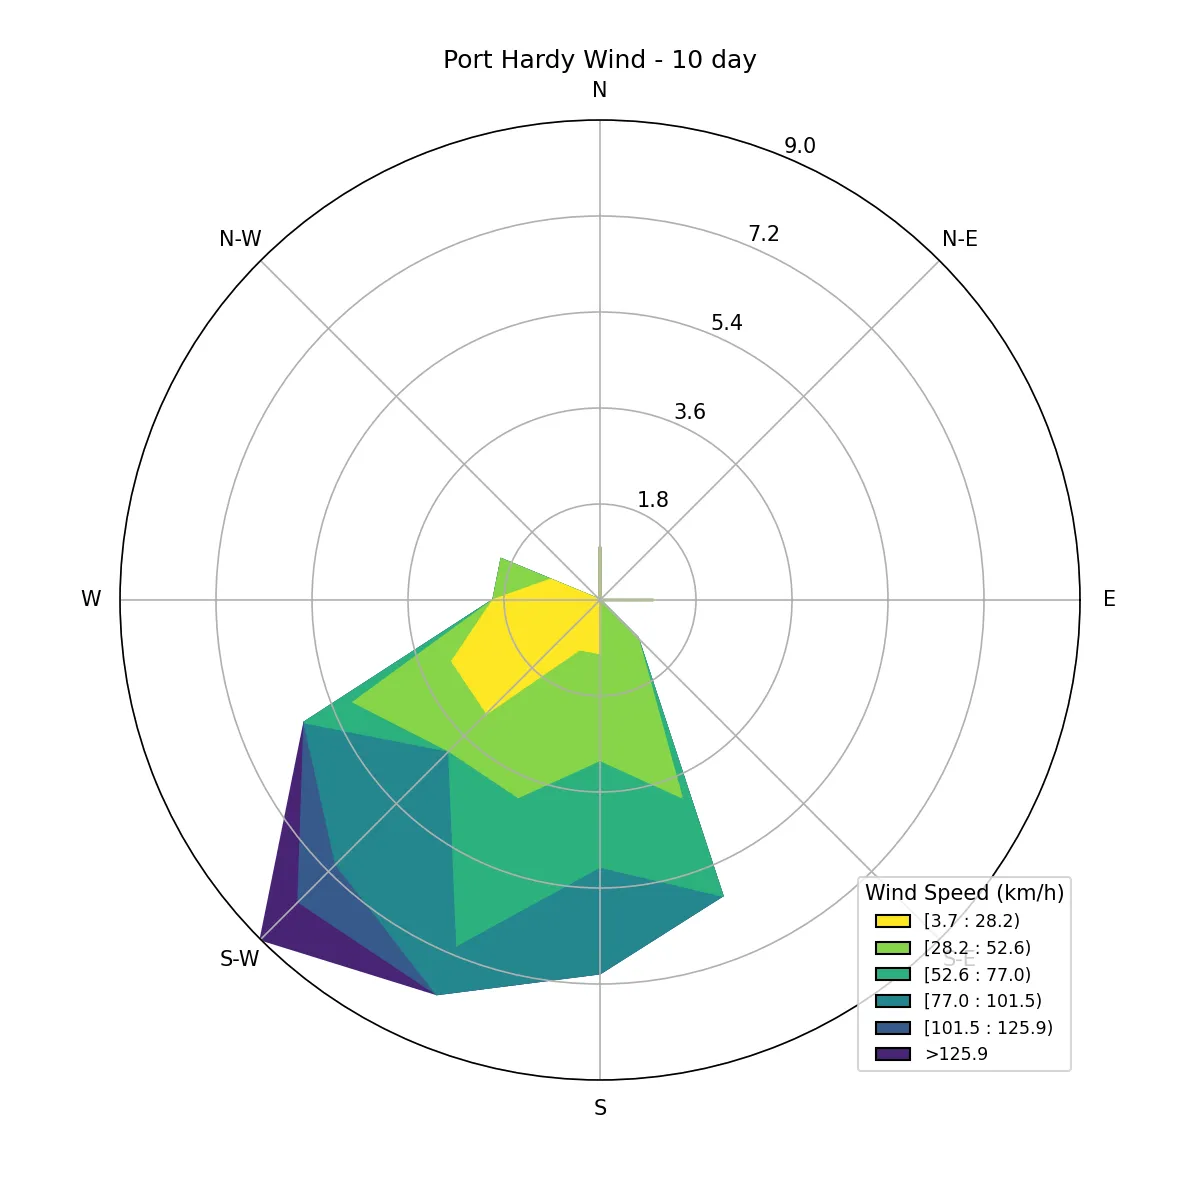 Port Hardy Wind - 10 day
N
9.0
N-W
N-E
7.2
5.4
3.6
1.8
W
E
Wind Speed (km/h)
[3.7 : 28.2)
[28.2 : 52.6)
S-W
S-E
[52.6 : 77.0)
[77.0 : 101.5)
[101.5 : 125.9)
>125.9
S